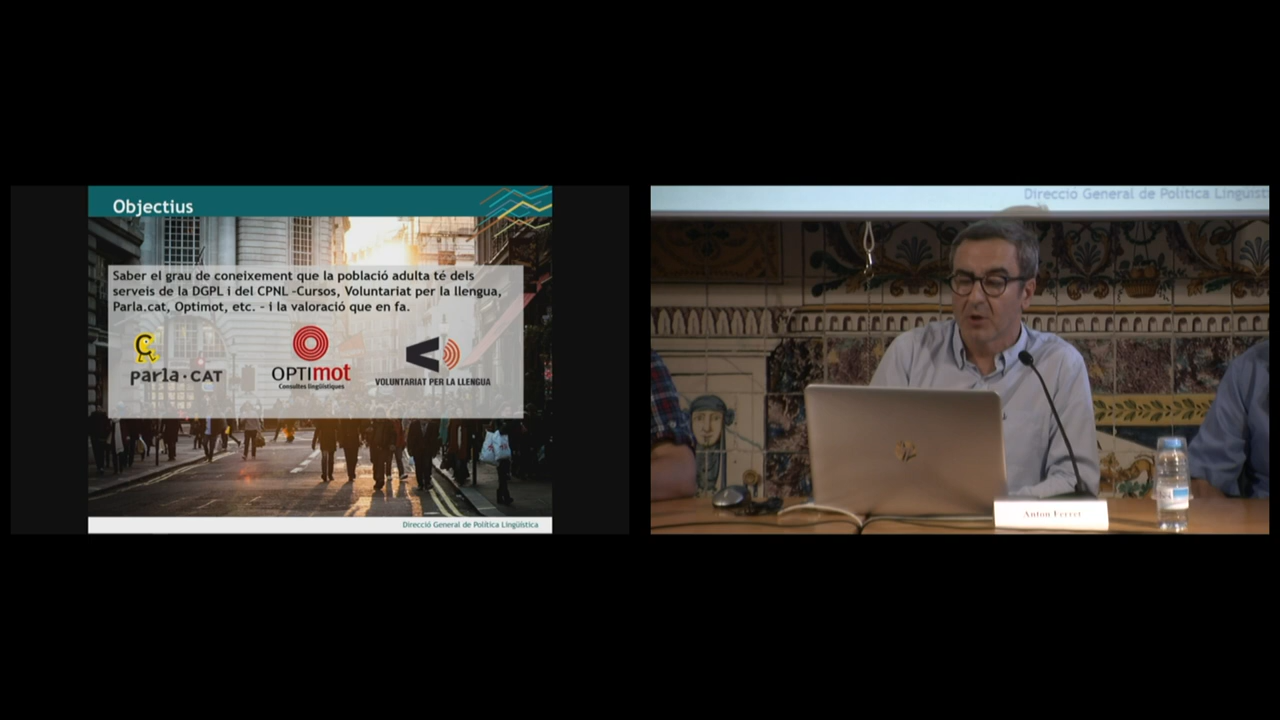 Objectius
Saber el grau de coneixement que la població adulta té dels
serveis de la DGPL i del CPNL -Cursos, Voluntariat per la llengua,
Parla.cat, Optimot, etc. - i la valoració que en fa.
parla·CAT
OPTImot
Consultes lingüístiques
VOLUNTARIAT PER LA LLENGUA
Direcció General de Política Lingüística
Direcció General de Política Lingüíst
Anton Ferret